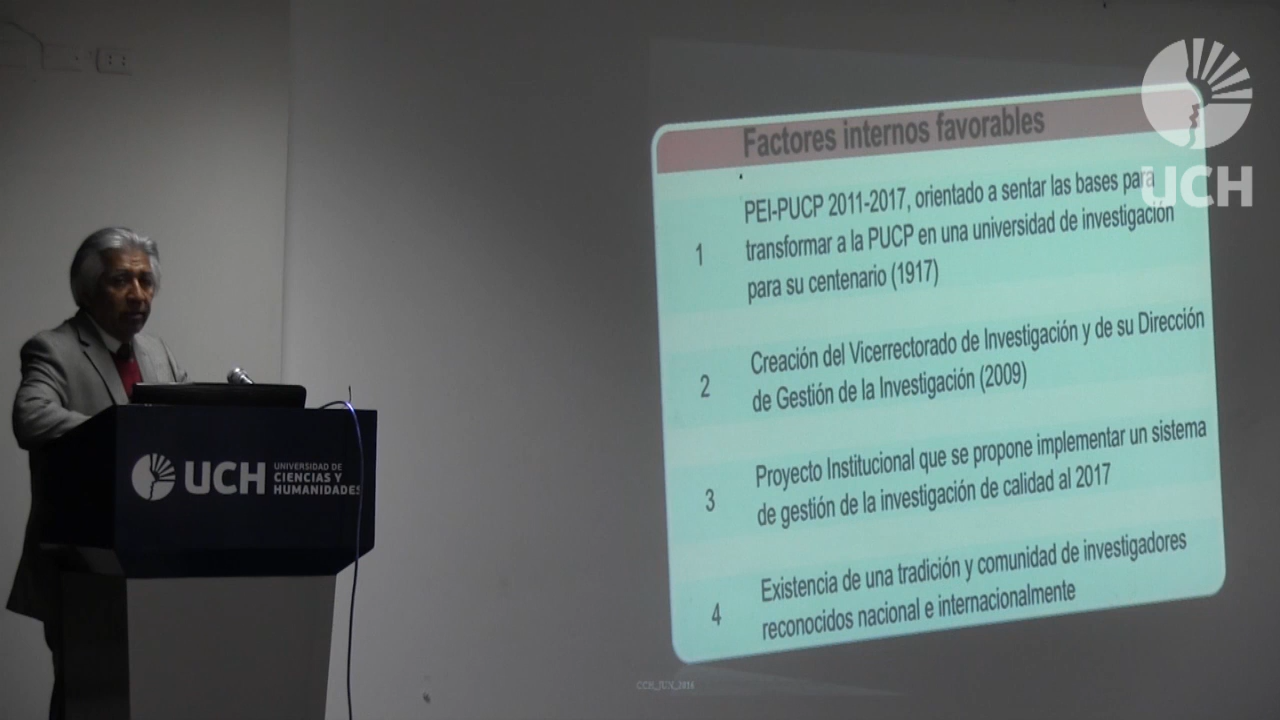 Factores internos favorables
1
PEI-PUCP 2011-2017, orientado a sentar las bases para
transformar a la PUCP en una universidad de investigación
para su centenario (1917)
2
Creación del Vicerrectorado de Investigación y de su Dirección
de Gestión de la Investigación (2009)
3
Proyecto Institucional que se propone implementar un sistema
de gestión de la investigación de calidad al 2017
4
Existencia de una tradición y comunidad de investigadores
reconocidos nacional e internacionalmente
UCH
UCH
UNIVERSIDAD DE
CIENCIAS Y
HUMANIDADES